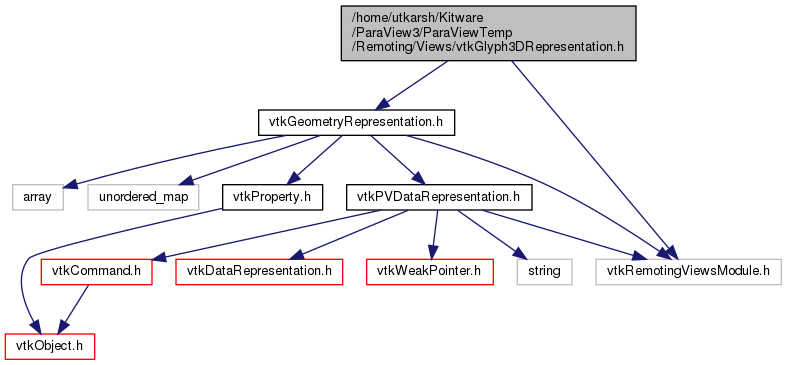 /home/utkarsh/Kitware
/ParaView3/ParaViewTemp
/Remoting/Views/vtkGlyph3DRepresentation.h
vtkGeometryRepresentation.h
array
unordered_map
vtkProperty.h
vtkPVDataRepresentation.h
vtkCommand.h
vtkDataRepresentation.h
vtkWeakPointer.h
string
vtkRemotingViewsModule.h
vtkObject.h